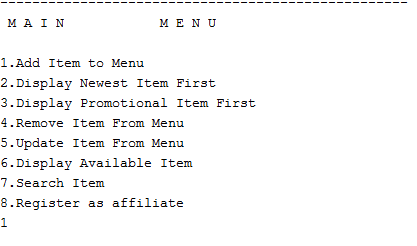 ---------------------------------------------------
M A I N M E N U
1.Add Item to Menu
2.Display Newest Item First
3.Display Promotional Item First
4.Remove Item From Menu
5.Update Item From Menu
6.Display Available Item
7.Search Item
8.Register as affiliate
1